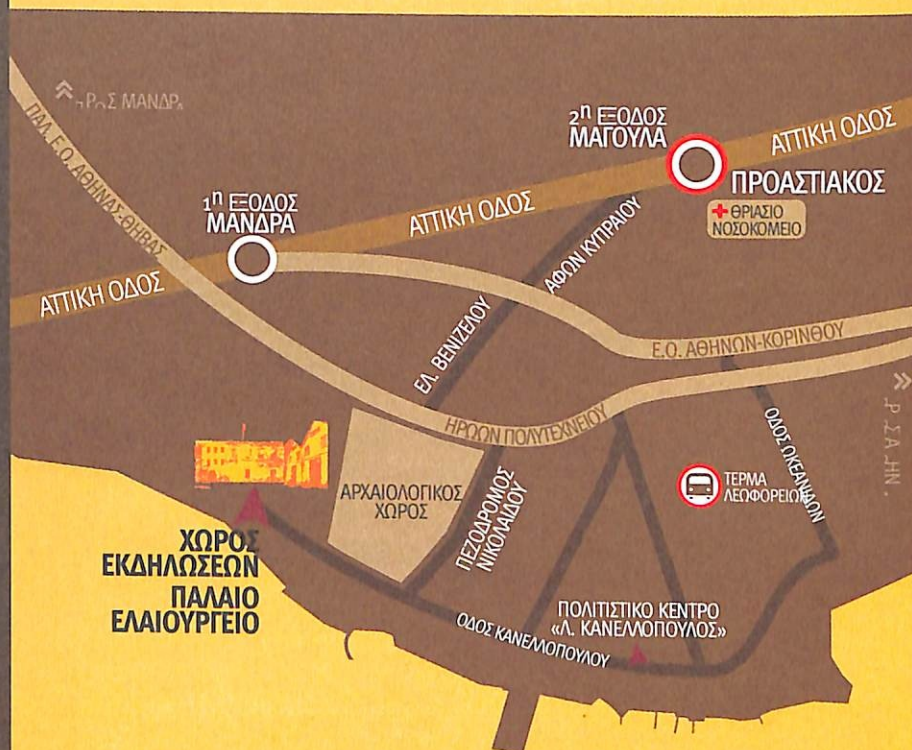 ΜΑΝΔΡΑ
ΠΑΛ. Ε.Ο. ΑΘΗΝΑΣ-ΘΗΒΑΣ
2η ΕΞΟΔΟΣ
ΜΑΓΟΥΛΑ
ΑΤΤΙΚΗ ΟΔΟΣ
ΠΡΟΑΣΤΙΑΚΟΣ
ΘΡΙΑΣΙΟ
ΝΟΣΟΚΟΜΕΙΟ
1η ΕΞΟΔΟΣ
ΜΑΝΔΡΑ
ΑΤΤΙΚΗ ΟΔΟΣ
ΑΦΩΝ ΚΥΠΡΑΙΟΥ
ΑΤΤΙΚΗ ΟΔΟΣ
ΕΛ. ΒΕΝΙΖΕΛΟΥ
Ε.Ο. ΑΘΗΝΩΝ-ΚΟΡΙΝΘΟΥ
ΗΡΩΩΝ ΠΟΛΥΤΕΧΝΕΙΟΥ
ΟΔΟΣ ΩΚΕΑΝΙΔΩΝ
ΑΡΧΑΙΟΛΟΓΙΚΟΣ
ΧΩΡΟΣ
ΠΕΖΟΔΡΟΜΟΣ
ΝΙΚΟΛΑΙΔΟΥ
ΤΕΡΜΑ
ΛΕΩΦΟΡΕΙΩΝ
ΧΩΡΟΣ
ΕΚΔΗΛΩΣΕΩΝ
ΠΑΛΑΙΟ
ΕΛΑΙΟΥΡΓΕΙΟ
ΟΔΟΣ ΚΑΝΕΛΛΟΠΟΥΛΟΥ
ΠΟΛΙΤΙΣΤΙΚΟ ΚΕΝΤΡΟ
«Λ. ΚΑΝΕΛΛΟΠΟΥΛΟΣ»